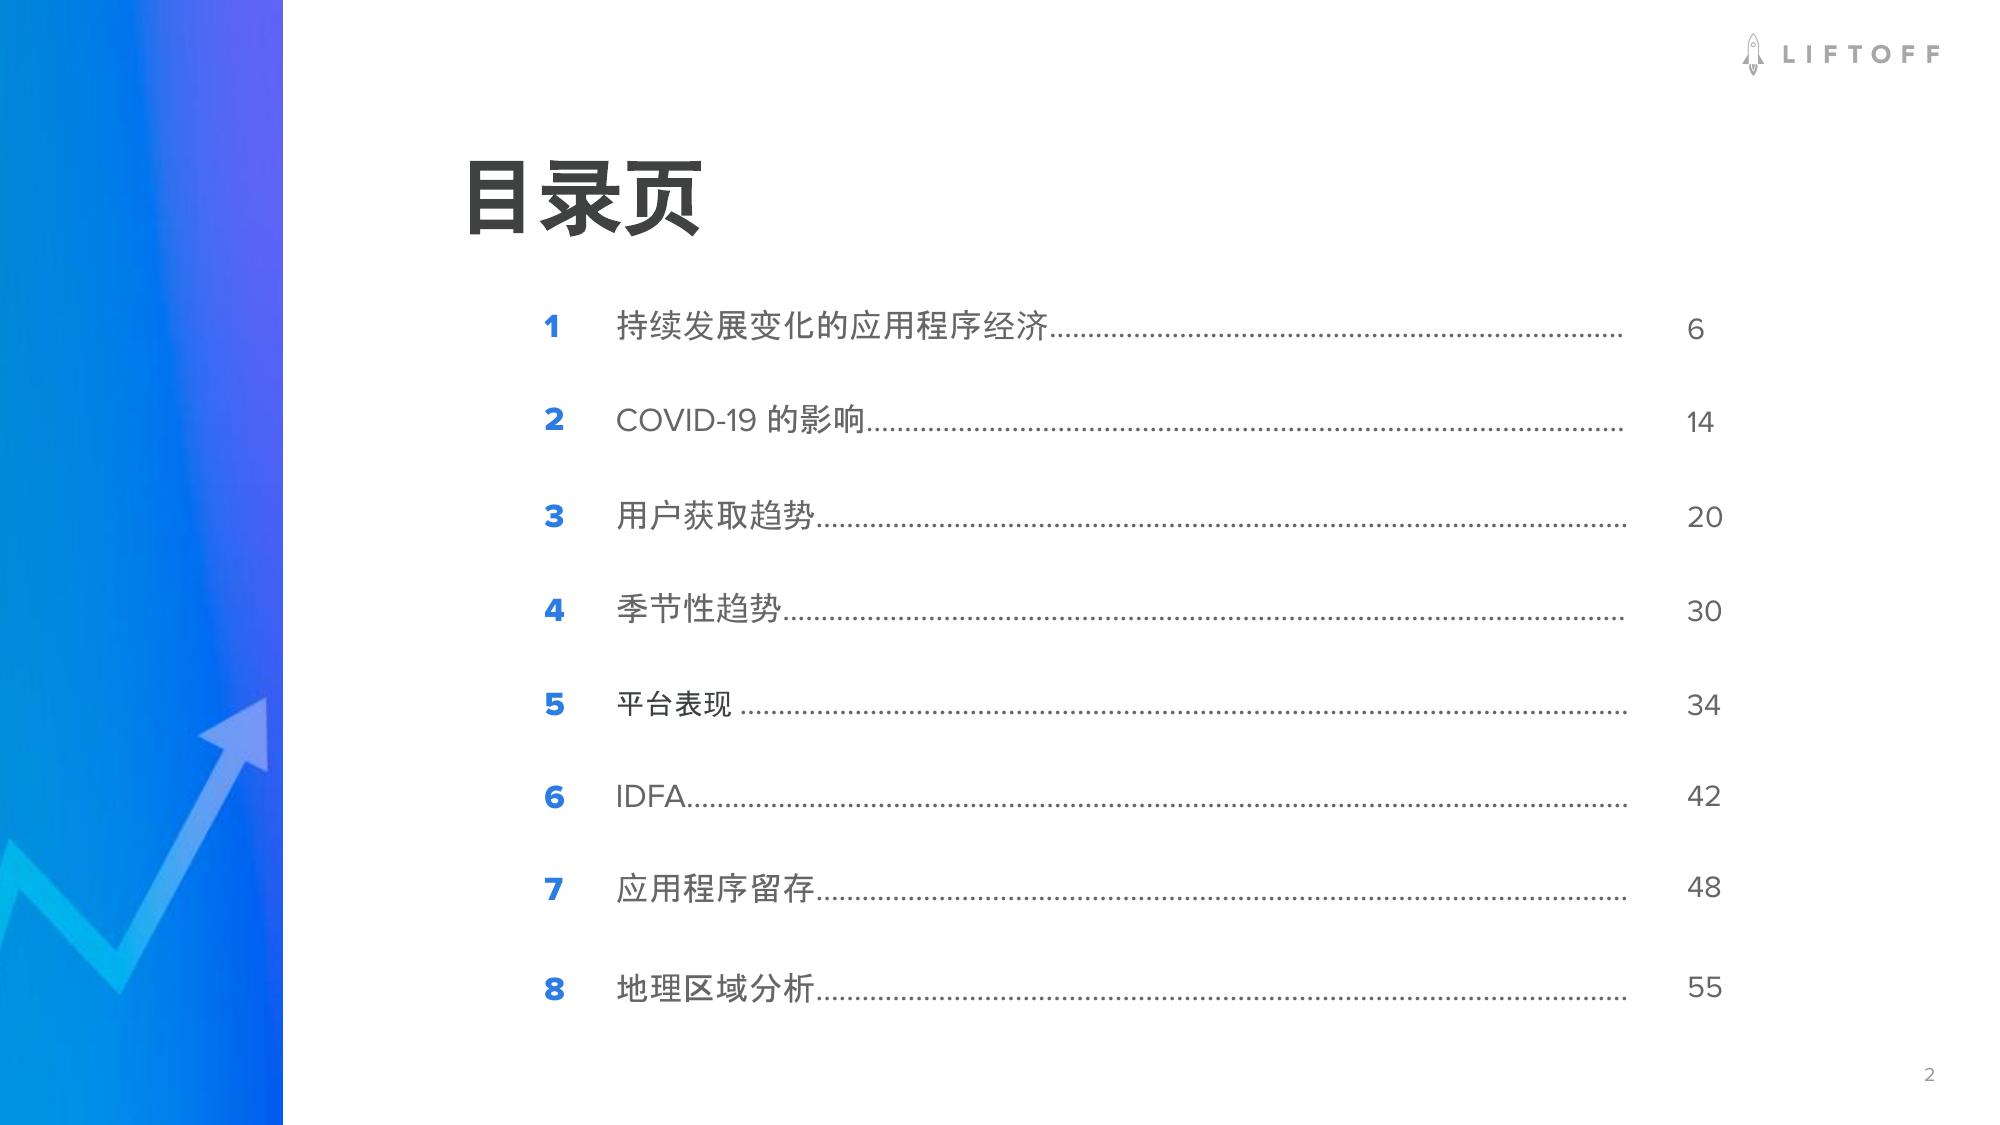 LIFTOFF
目录页
1 持续发展变化的应用程序经济........................................................................... 6
2 COVID-19 的影响................................................................................................... 14
3 用户获取趋势.......................................................................................................... 20
4 季节性趋势.............................................................................................................. 30
5 平台表现 .................................................................................................................... 34
6 IDFA........................................................................................................................... 42
7 应用程序留存.......................................................................................................... 48
8 地理区域分析.......................................................................................................... 55
2